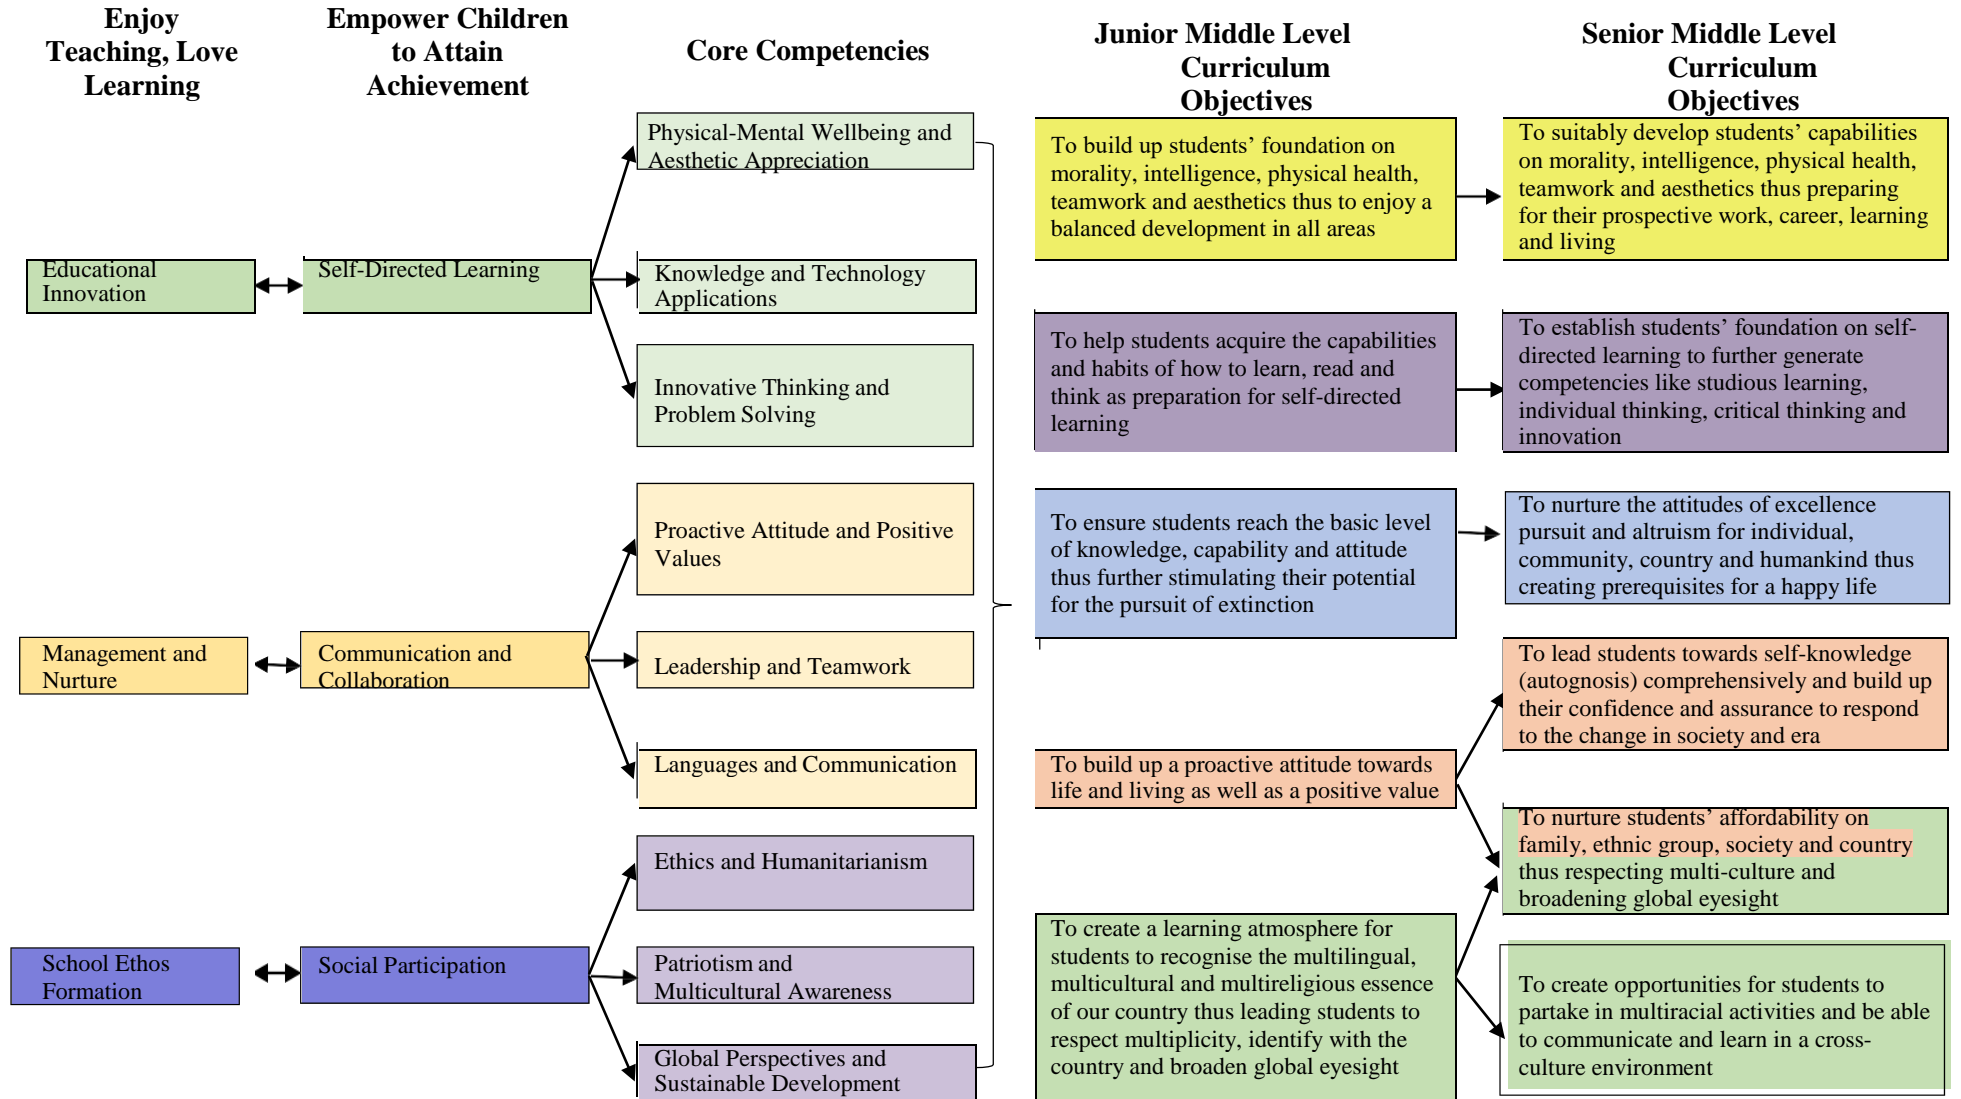 Enjoy
Teaching, Love
Learning
Empower Children
to Attain
Achievement
Core Competencies
Junior Middle Level
Curriculum
Objectives
Senior Middle Level
Curriculum
Objectives
Educational
Innovation
Self-Directed Learning
Physical-Mental Wellbeing and
Aesthetic Appreciation
Knowledge and Technology
Applications
Innovative Thinking and
Problem Solving
Management and
Nurture
Communication and
Collaboration
Proactive Attitude and Positive
Values
Leadership and Teamwork
Languages and Communication
School Ethos
Formation
Social Participation
Ethics and Humanitarianism
Patriotism and
Multicultural Awareness
Global Perspectives and
Sustainable Development
To build up students’ foundation on
morality, intelligence, physical health,
teamwork and aesthetics thus to enjoy a
balanced development in all areas
To suitably develop students’ capabilities
on morality, intelligence, physical health,
teamwork and aesthetics thus preparing
for their prospective work, career, learning
and living
To help students acquire the capabilities
and habits of how to learn, read and
think as preparation for self-directed
learning
To establish students’ foundation on self-
directed learning to further generate
competencies like studious learning,
individual thinking, critical thinking and
innovation
To ensure students reach the basic level
of knowledge, capability and attitude
thus further stimulating their potential
for the pursuit of extinction
To nurture the attitudes of excellence
pursuit and altruism for individual,
community, country and humankind thus
creating prerequisites for a happy life
To build up a proactive attitude towards
life and living as well as a positive value
To lead students towards self-knowledge
(autognosis) comprehensively and build up
their confidence and assurance to respond
to the change in society and era
To nurture students’ affordability on
family, ethnic group, society and country
thus respecting multi-culture and
broadening global eyesight
To create a learning atmosphere for
students to recognise the multilingual,
multicultural and multireligious essence
of our country thus leading students to
respect multiplicity, identify with the
country and broaden global eyesight
To create opportunities for students to
partake in multiracial activities and be able
to communicate and learn in a cross-
culture environment